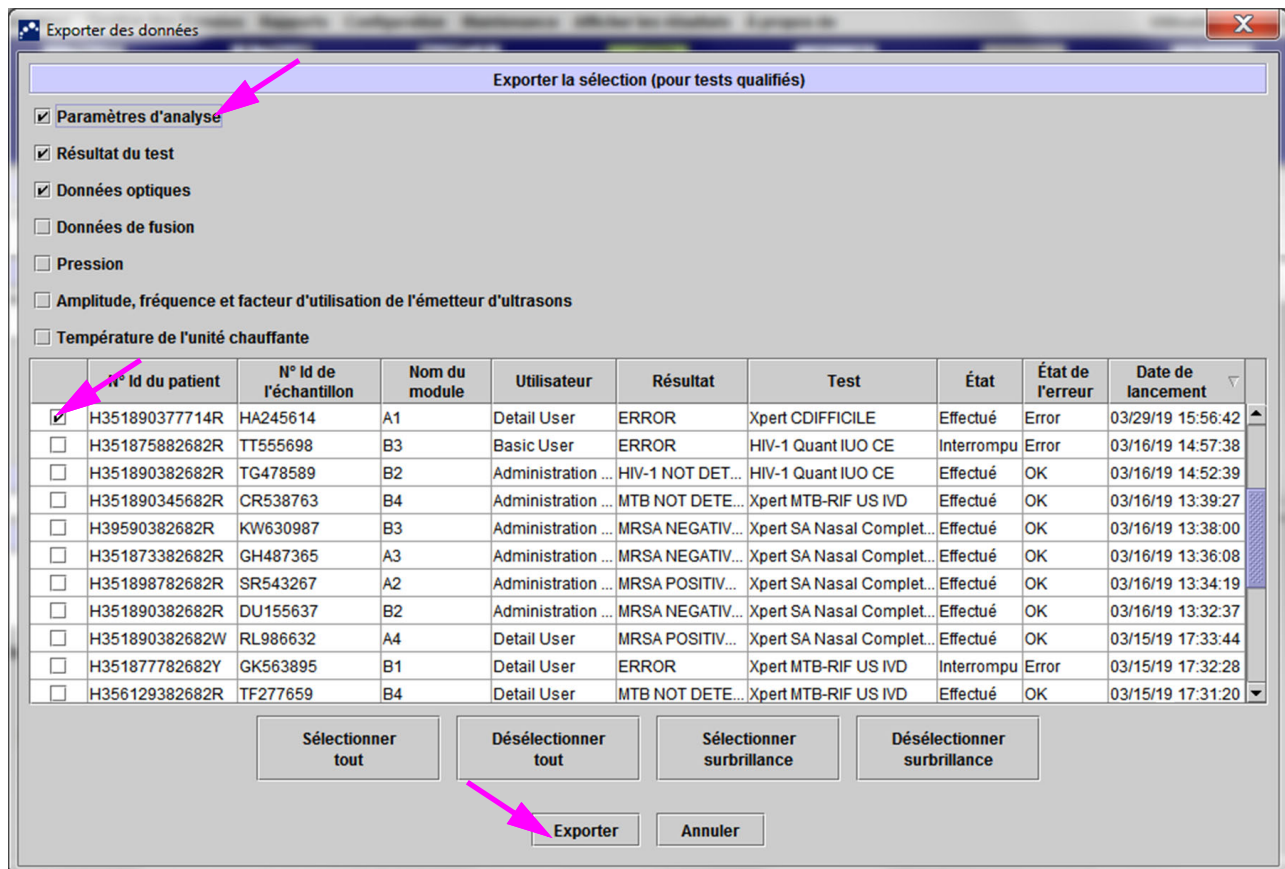 Exporter des données
Exporter la sélection (pour tests qualifiés)
Paramètres d'analyse
Résultat du test
Données optiques
Données de fusion
Pression
Amplitude, fréquence et facteur d'utilisation de l'émetteur d'ultrasons
Température de l'unité chauffante
N° Id du patient N° Id de l'échantillon Nom du module Utilisateur Résultat Test État État de l'erreur Date de lancement
H351890377714R HA245614 A1 Detail User ERROR Xpert CDIFFICILE Effectué Error 03/29/19 15:56:42
H351875882682R TT555698 B3 Basic User ERROR HIV-1 Quant IUO CE Interrompu Error 03/16/19 14:57:38
H351890382682R TG478589 B2 Administration ... HIV-1 NOT DET... HIV-1 Quant IUO CE Effectué OK 03/16/19 14:52:39
H351890345682R CR538763 B4 Administration ... MTB NOT DETE... Xpert MTB-RIF US IVD Effectué OK 03/16/19 13:39:27
H39590382682R KW630987 B3 Administration ... MRSA NEGATIV... Xpert SA Nasal Complet... Effectué OK 03/16/19 13:38:00
H351873382682R GH487365 A3 Administration ... MRSA NEGATIV... Xpert SA Nasal Complet... Effectué OK 03/16/19 13:36:08
H351898782682R SR543267 A2 Administration ... MRSA POSITIV... Xpert SA Nasal Complet... Effectué OK 03/16/19 13:34:19
H351890382682R DU155637 B2 Administration ... MRSA NEGATIV... Xpert SA Nasal Complet... Effectué OK 03/16/19 13:32:37
H351890382682W RL986632 A4 Detail User MRSA POSITIV... Xpert SA Nasal Complet... Effectué OK 03/15/19 17:33:44
H351877782682Y GK563895 B1 Detail User ERROR Xpert MTB-RIF US IVD Interrompu Error 03/15/19 17:32:28
H356129382682R TF277659 B4 Detail User MTB NOT DETE... Xpert MTB-RIF US IVD Effectué OK 03/15/19 17:31:20
Sélectionner tout Désélectionner tout Sélectionner surbrillance Désélectionner surbrillance
Exporter Annuler